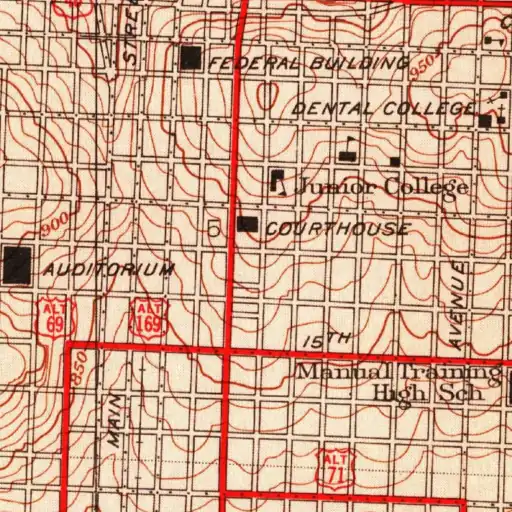 STREE
FEDERAL BUILDING
950
DENTAL COLLEGE
Junior College
900
5
COURTHOUSE
AUDITORIUM
ALT
69
ALT
169
AVENUE
15TH
850
Manual Training
High Sch
MAIN
ALT
71